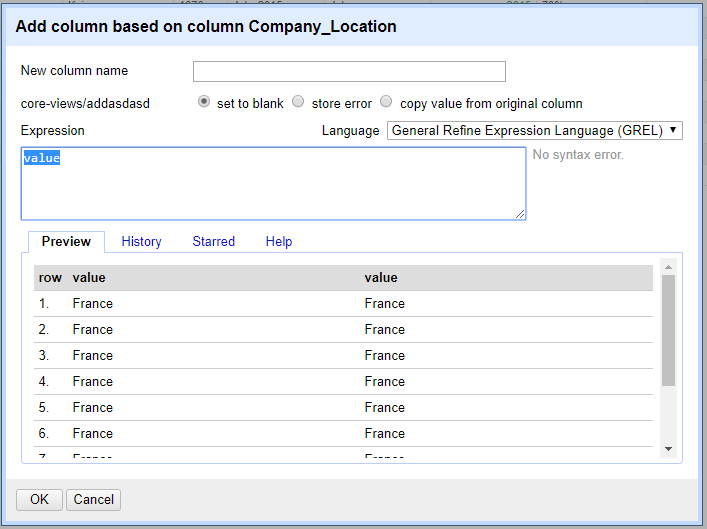 Add column based on column Company_Location
New column name
core-views/addasdasd set to blank store error copy value from original column
Expression Language General Refine Expression Language (GREL)
value No syntax error.
Preview History Starred Help
row value value
1. France France
2. France France
3. France France
4. France France
5. France France
6. France France
7. France France
OK Cancel